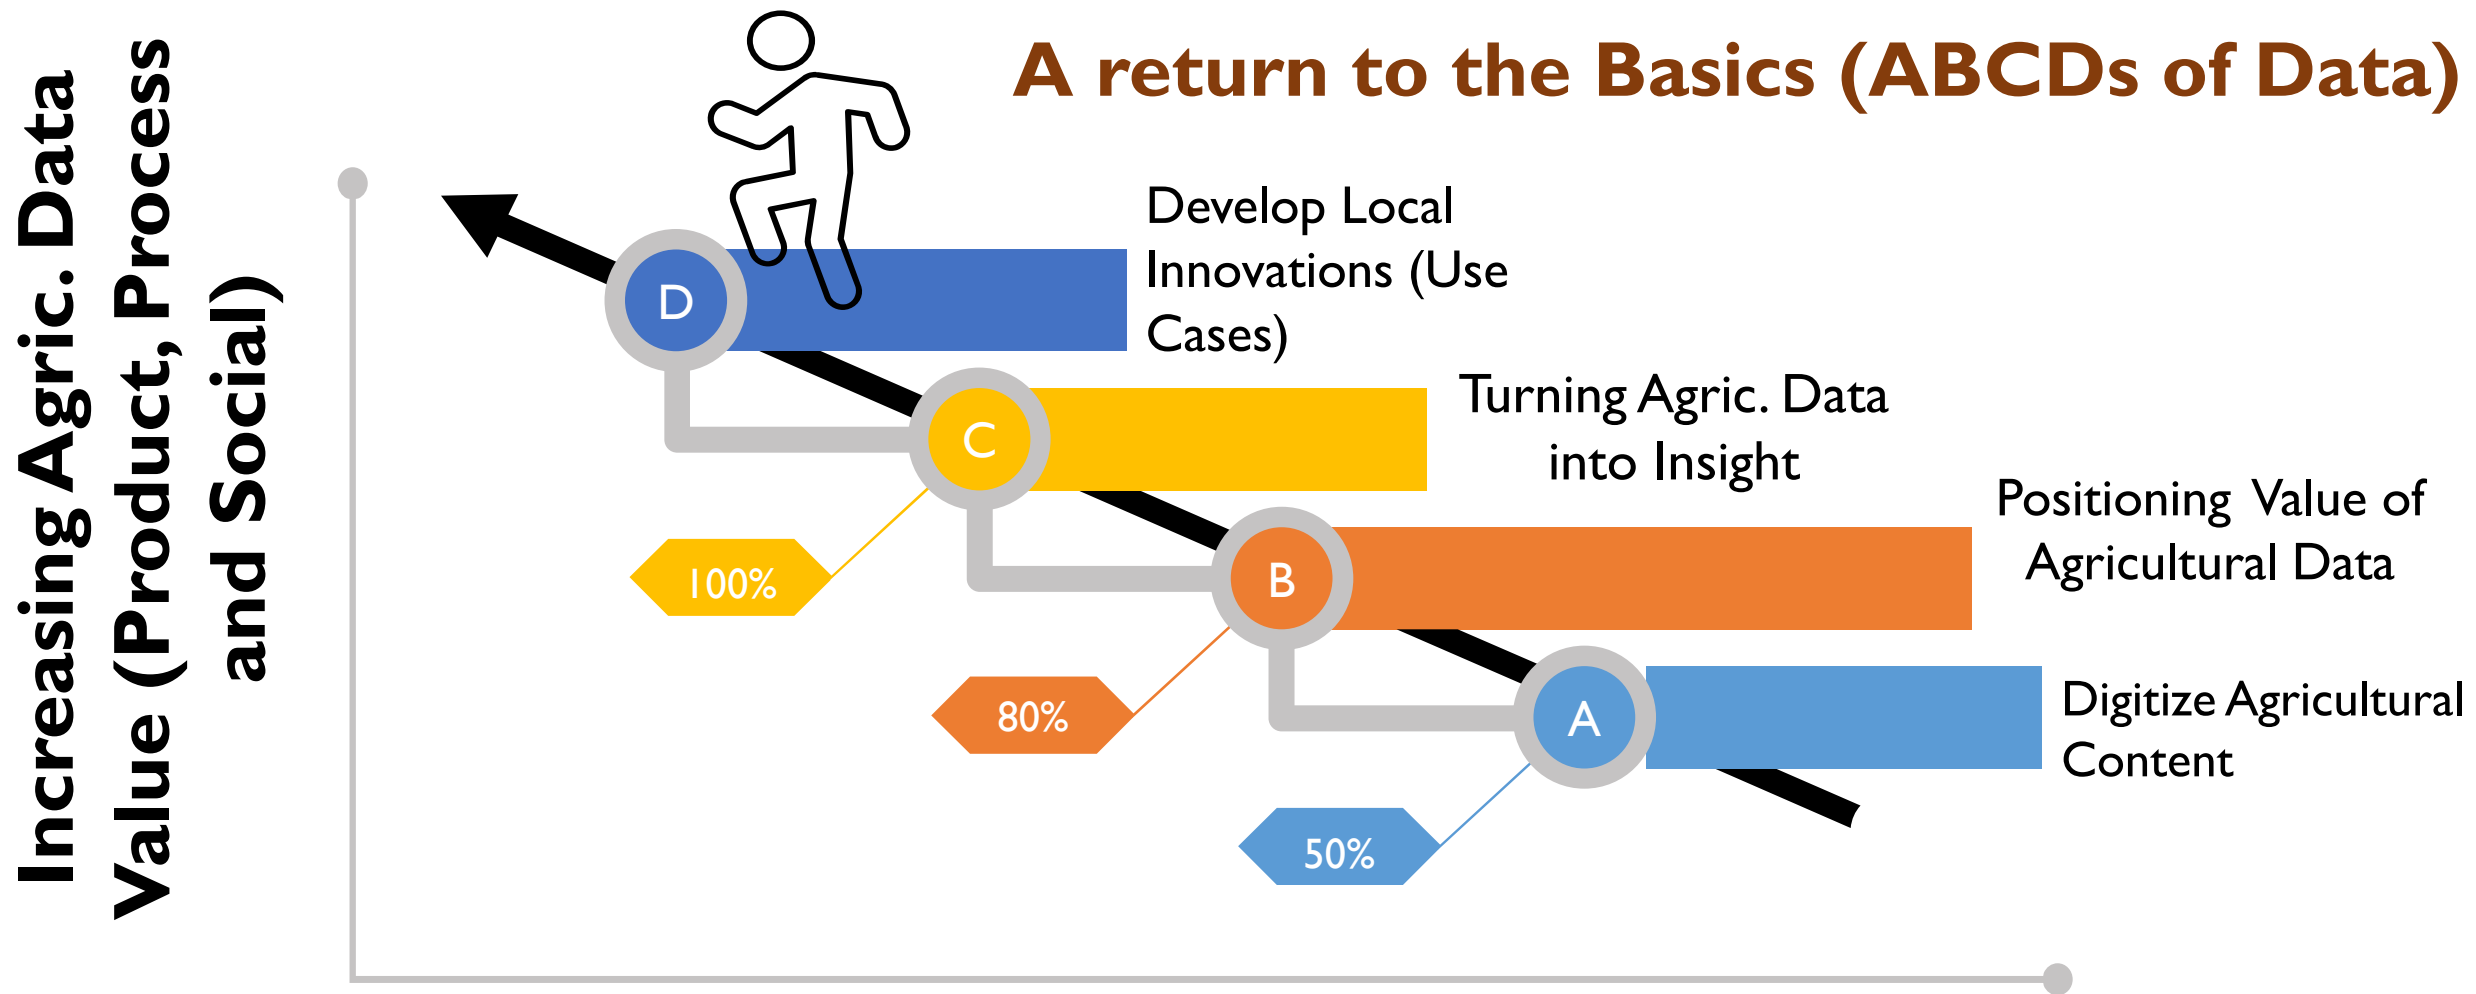 A return to the Basics (ABCDs of Data)
Increasing Agric. Data
Value (Product, Process
and Social)
D
Develop Local
Innovations (Use
Cases)
C
Turning Agric. Data
into Insight
100%
B
Positioning Value of
Agricultural Data
80%
A
Digitize Agricultural
Content
50%